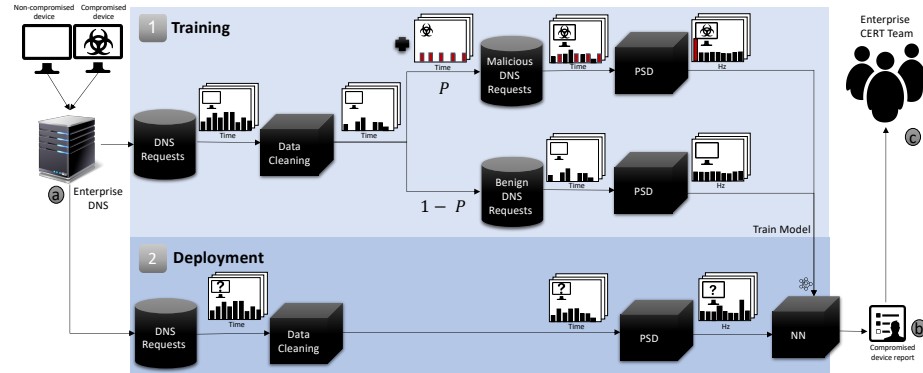 Non-compromised
device
Compromised
device
1 Training
Enterprise
CERT Team
Time
P
Malicious
DNS
Requests
Time
PSD
Hz
DNS
Requests
Time
Data
Cleaning
Time
c
a
Enterprise
DNS
1 − P
Benign
DNS
Requests
Time
PSD
Hz
Train Model
2 Deployment
DNS
Requests
?
Time
Data
Cleaning
?
Time
PSD
?
Hz
NN
b
Compromised
device report